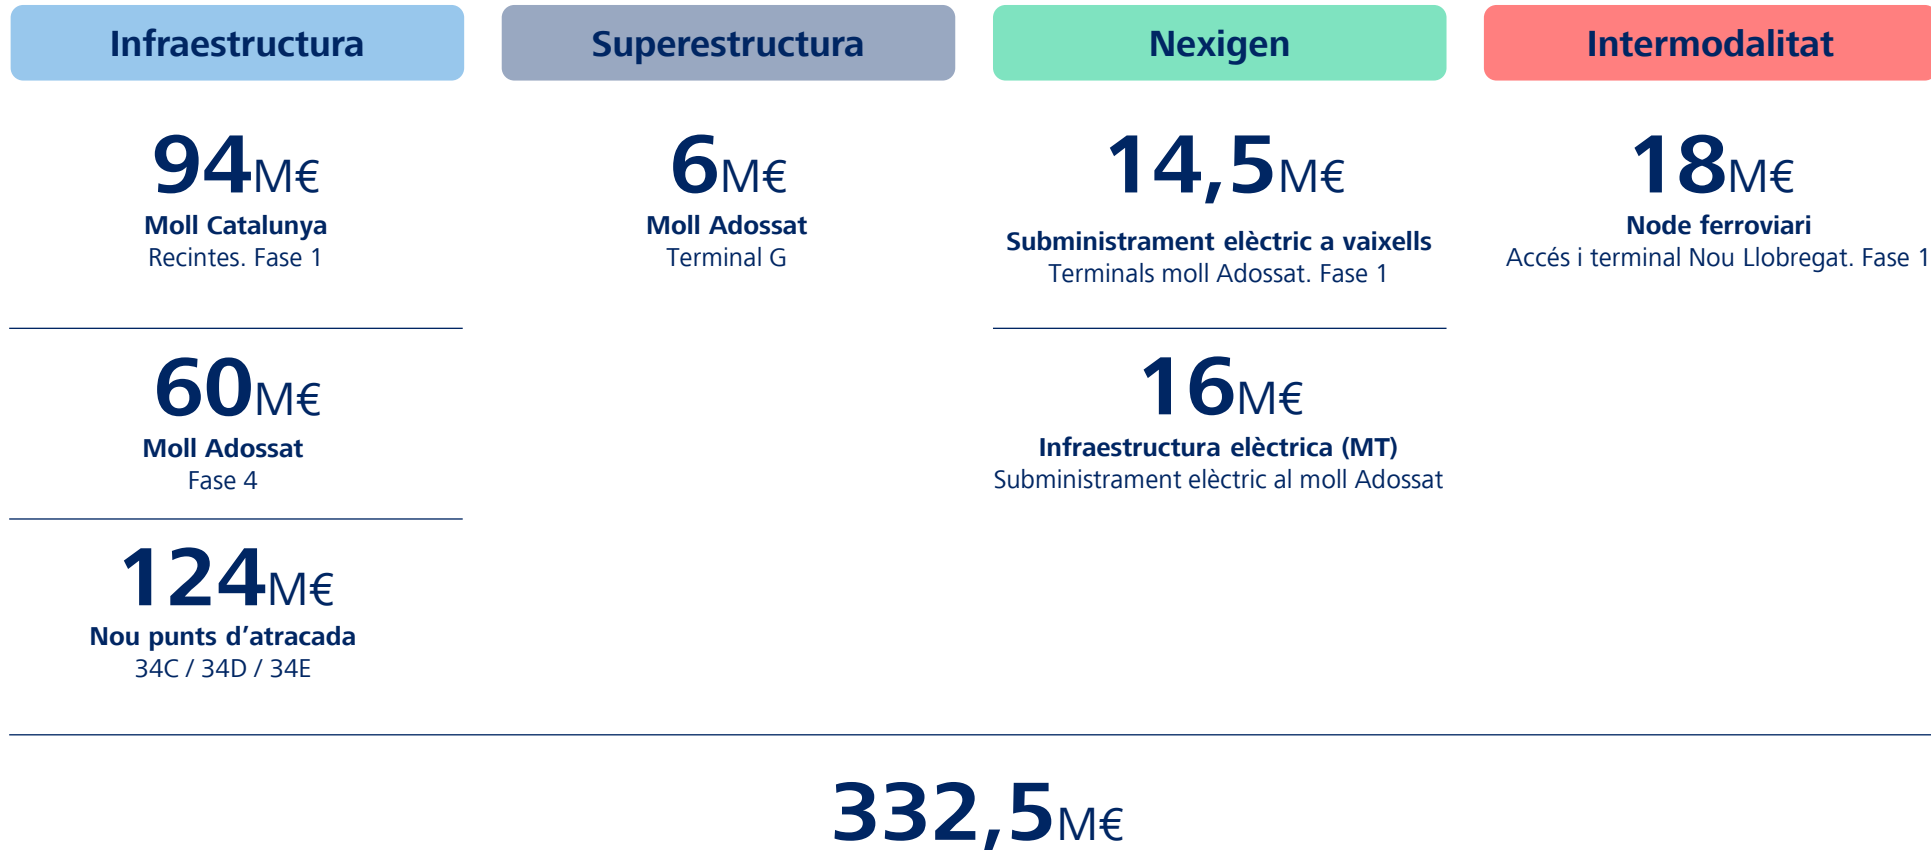 Infraestructura
94M€
Moll Catalunya
Recintes. Fase 1
60M€
Moll Adossat
Fase 4
124M€
Nou punts d’atracada
34C / 34D / 34E
Superestructura
6M€
Moll Adossat
Terminal G
Nexigen
14,5M€
Subministrament elèctric a vaixells
Terminals moll Adossat. Fase 1
16M€
Infraestructura elèctrica (MT)
Subministrament elèctric al moll Adossat
Intermodalitat
18M€
Node ferroviari
Accés i terminal Nou Llobregat. Fase 1
332,5M€